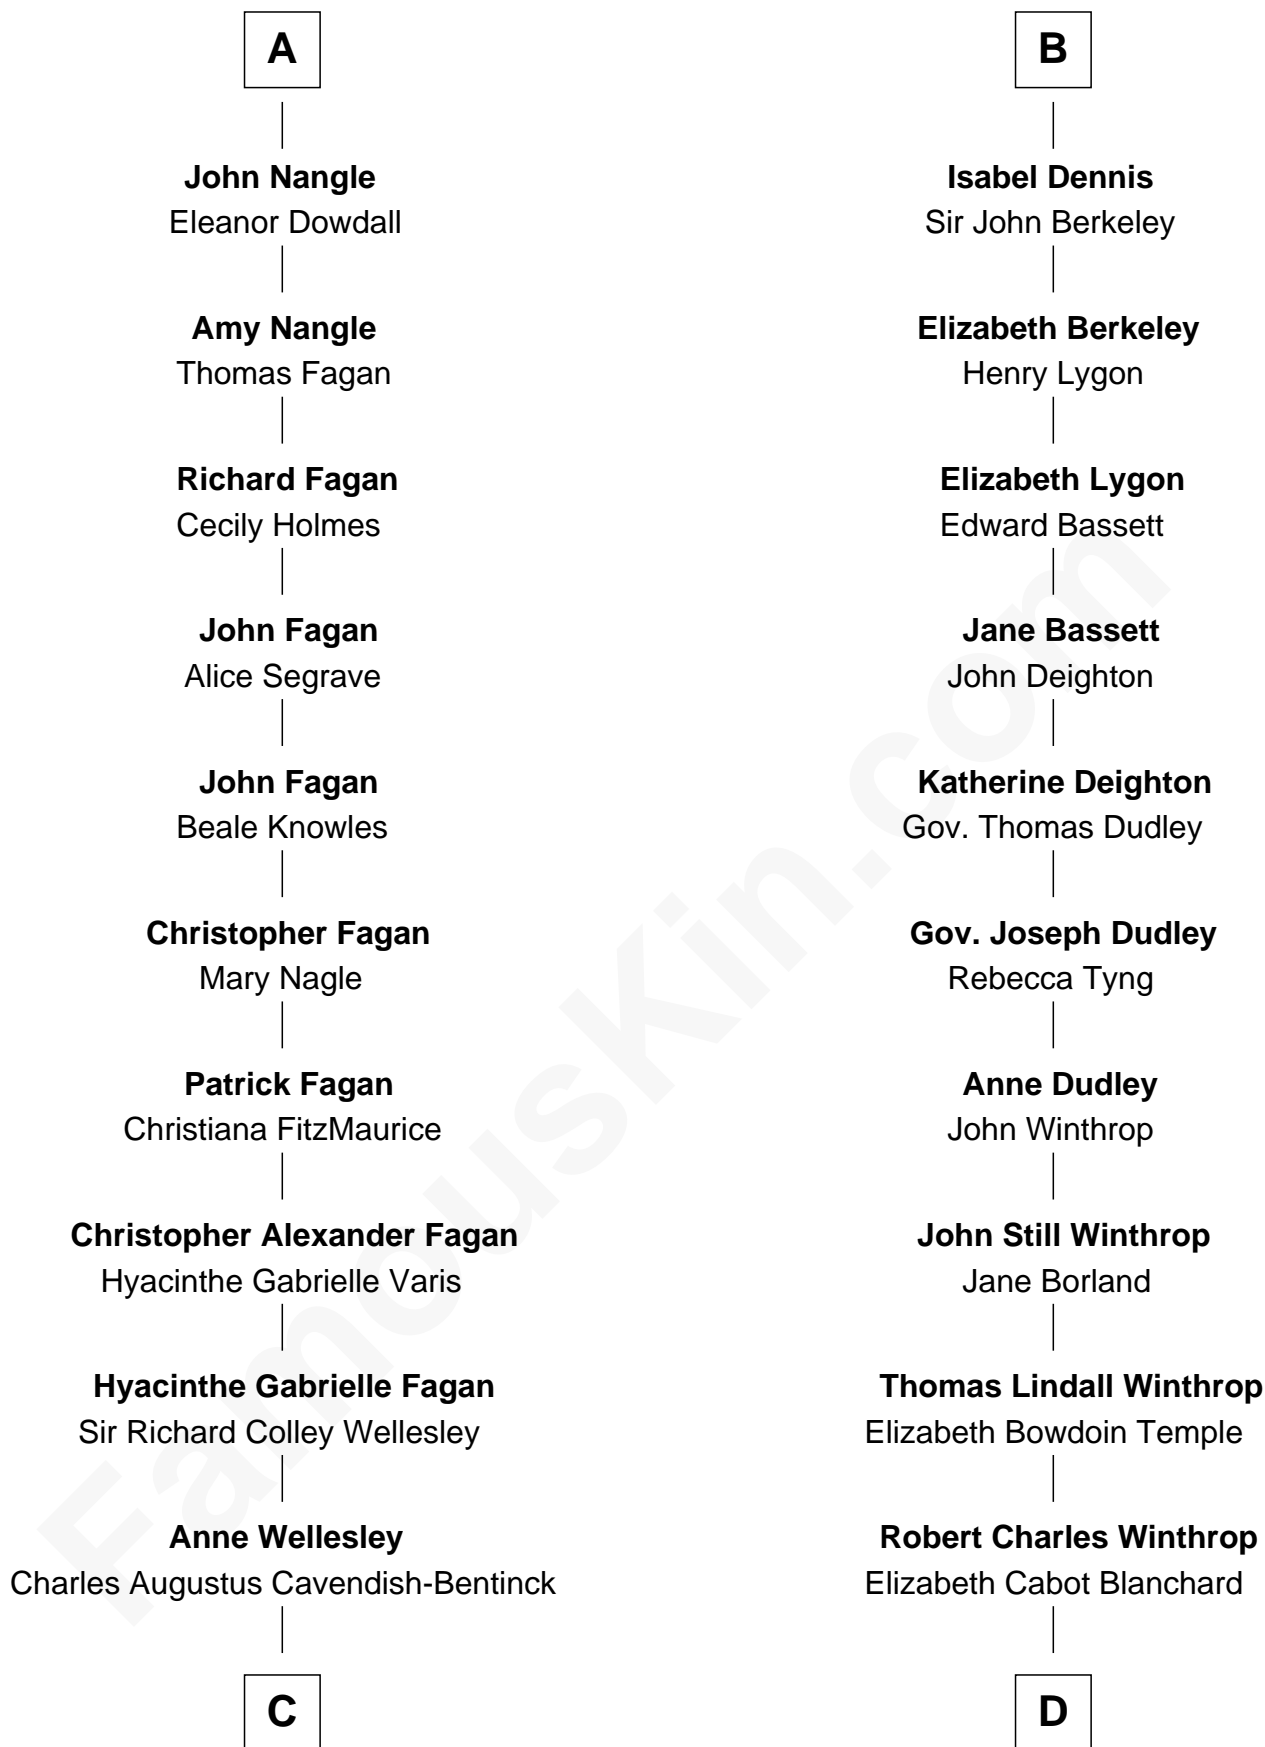 A
John Nangle
Eleanor Dowdall
Amy Nangle
Thomas Fagan
Richard Fagan
Cecily Holmes
John Fagan
Alice Segrave
John Fagan
Beale Knowles
Christopher Fagan
Mary Nagle
Patrick Fagan
Christiana FitzMaurice
Christopher Alexander Fagan
Hyacinthe Gabrielle Varis
Hyacinthe Gabrielle Fagan
Sir Richard Colley Wellesley
Anne Wellesley
Charles Augustus Cavendish-Bentinck
C
B
Isabel Dennis
Sir John Berkeley
Elizabeth Berkeley
Henry Lygon
Elizabeth Lygon
Edward Bassett
Jane Bassett
John Deighton
Katherine Deighton
Gov. Thomas Dudley
Gov. Joseph Dudley
Rebecca Tyng
Anne Dudley
John Winthrop
John Still Winthrop
Jane Borland
Thomas Lindall Winthrop
Elizabeth Bowdoin Temple
Robert Charles Winthrop
Elizabeth Cabot Blanchard
D
FamousKin.com